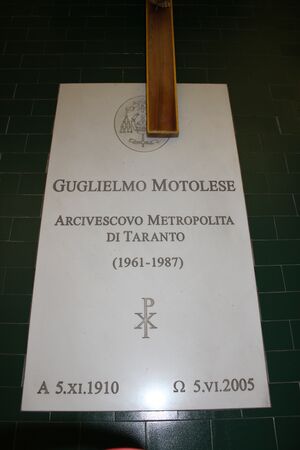 GUGLIELMO MOTOLESE
ARCIVESCOVO METROPOLITA
DI TARANTO
(1961-1987)
A 5.XI.1910 Ω 5.VI.2005